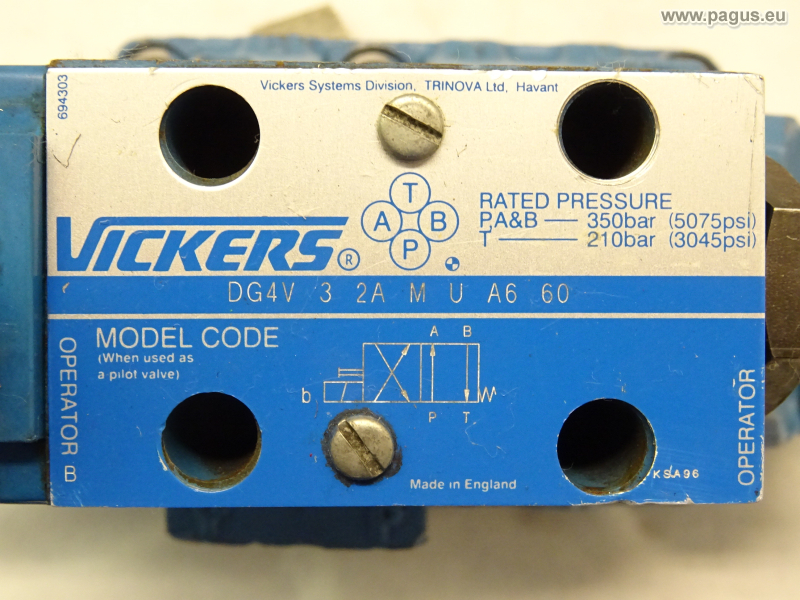 www.pagus.eu
694303
Vickers Systems Division, TRINOVA Ltd, Havant
T
A B
P
VICKERS ®
RATED PRESSURE
P,A&B — 350bar (5075psi)
T — 210bar (3045psi)
DG4V 3 2A M U A6 60
MODEL CODE
(When used as
a pilot valve)
A B
b
P T
OPERATOR
B
OPERATOR
Made in England
KSA96